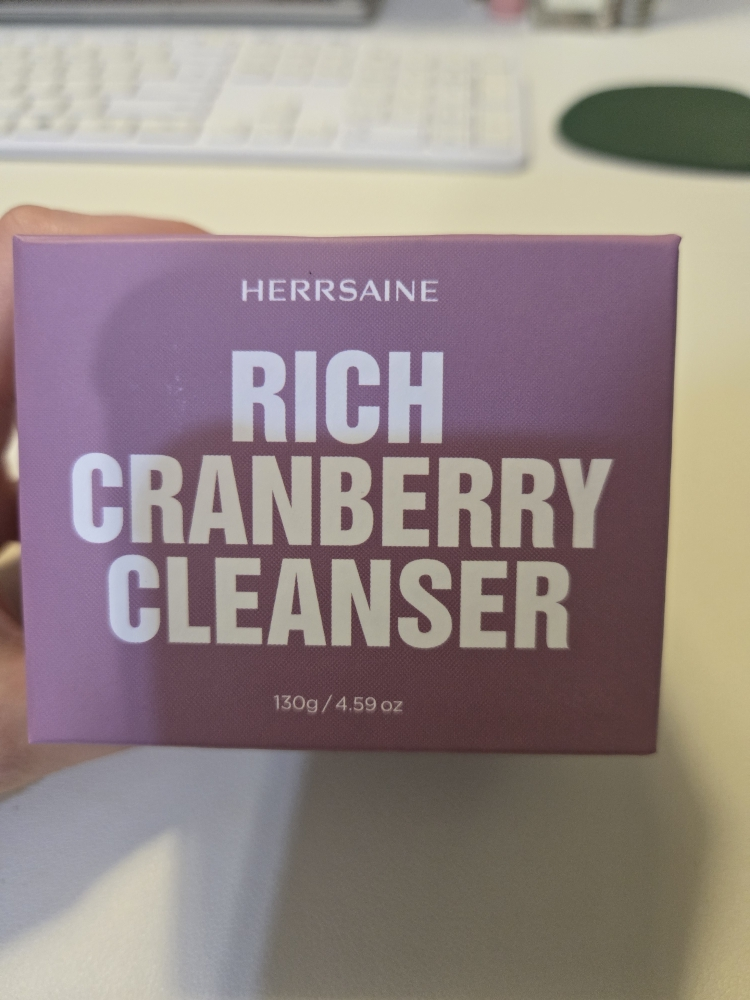 HERRSAINE
RICH
CRANBERRY
CLEANSER
130g / 4.59 oz